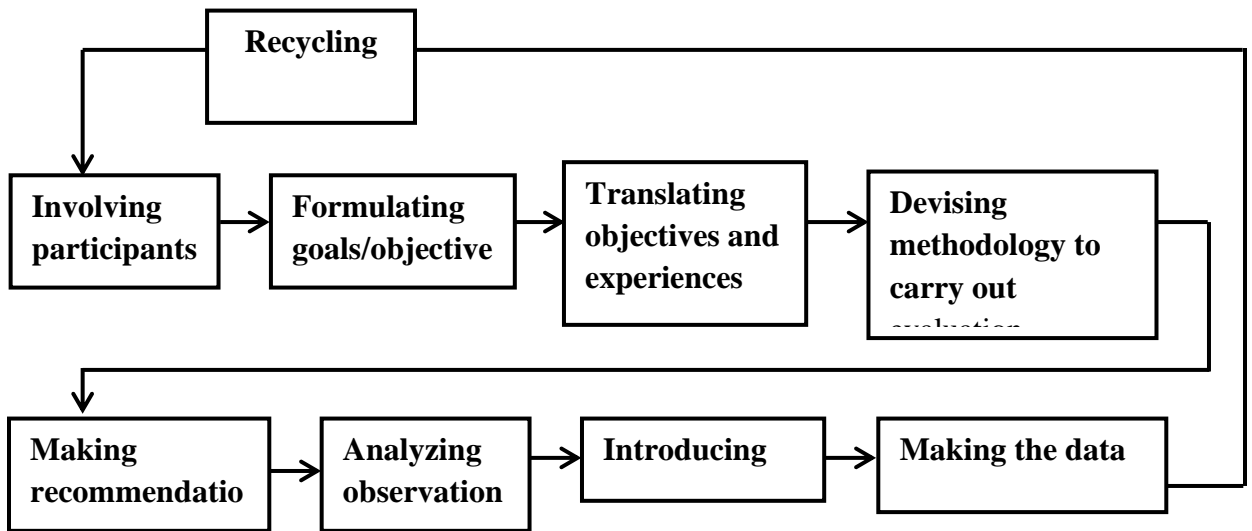 Recycling
Involving
participants
Formulating
goals/objective
Translating
objectives and
experiences
Devising
methodology to
carry out
Making
recommendatio
Analyzing
observation
Introducing
Making the data